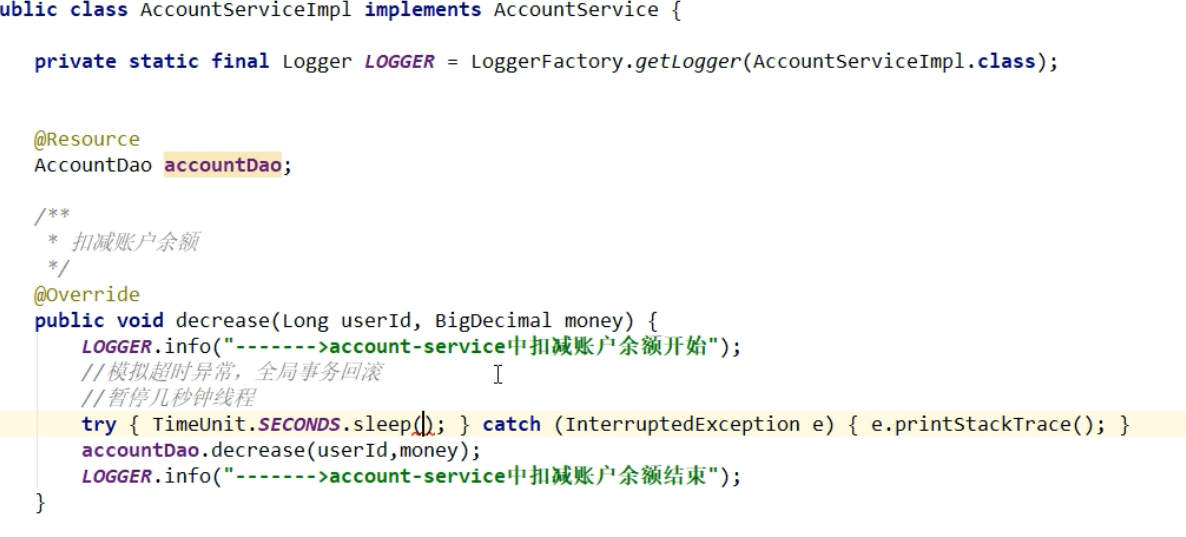 ublic class AccountServiceImpl implements AccountService {
private static final Logger LOGGER = LoggerFactory.getLogger(AccountServiceImpl.class);
@Resource
AccountDao accountDao;
/**
* 扣减账户余额
*/
@Override
public void decrease(Long userId, BigDecimal money) {
LOGGER.info("------->account-service中扣减账户余额开始");
//模拟超时异常，全局事务回滚
//暂停几秒钟线程
try { TimeUnit.SECONDS.sleep(); } catch (InterruptedException e) { e.printStackTrace(); }
accountDao.decrease(userId,money);
LOGGER.info("------->account-service中扣减账户余额结束");
}